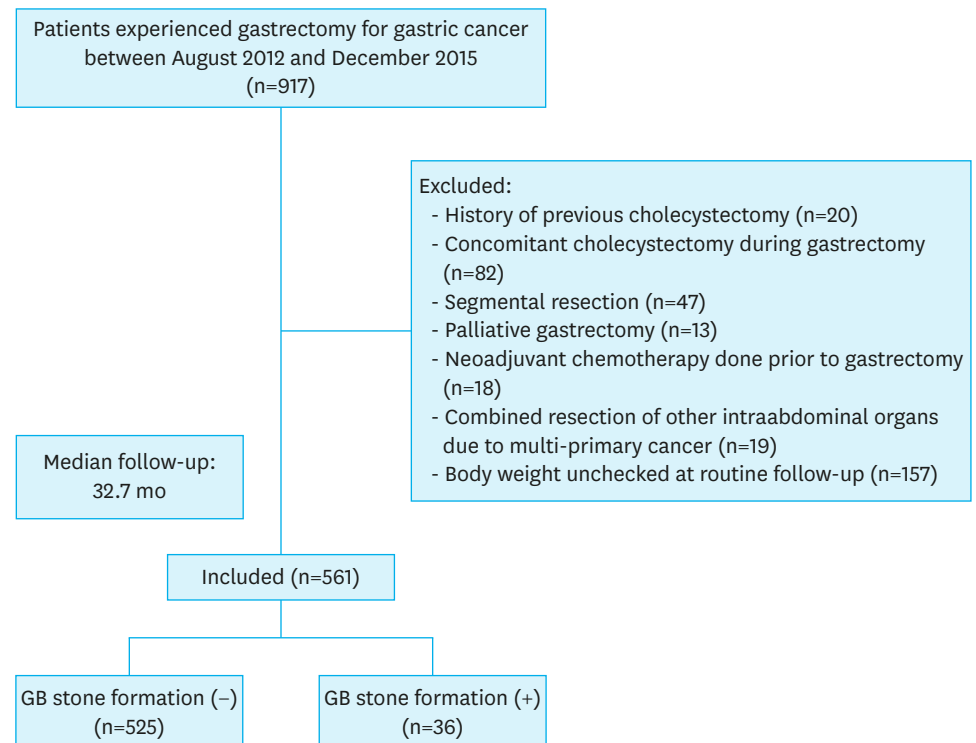 Patients experienced gastrectomy for gastric cancer
between August 2012 and December 2015
(n=917)
Excluded:
- History of previous cholecystectomy (n=20)
- Concomitant cholecystectomy during gastrectomy
(n=82)
- Segmental resection (n=47)
- Palliative gastrectomy (n=13)
- Neoadjuvant chemotherapy done prior to gastrectomy
(n=18)
- Combined resection of other intraabdominal organs
due to multi-primary cancer (n=19)
- Body weight unchecked at routine follow-up (n=157)
Median follow-up:
32.7 mo
Included (n=561)
GB stone formation (−)
(n=525)
GB stone formation (+)
(n=36)